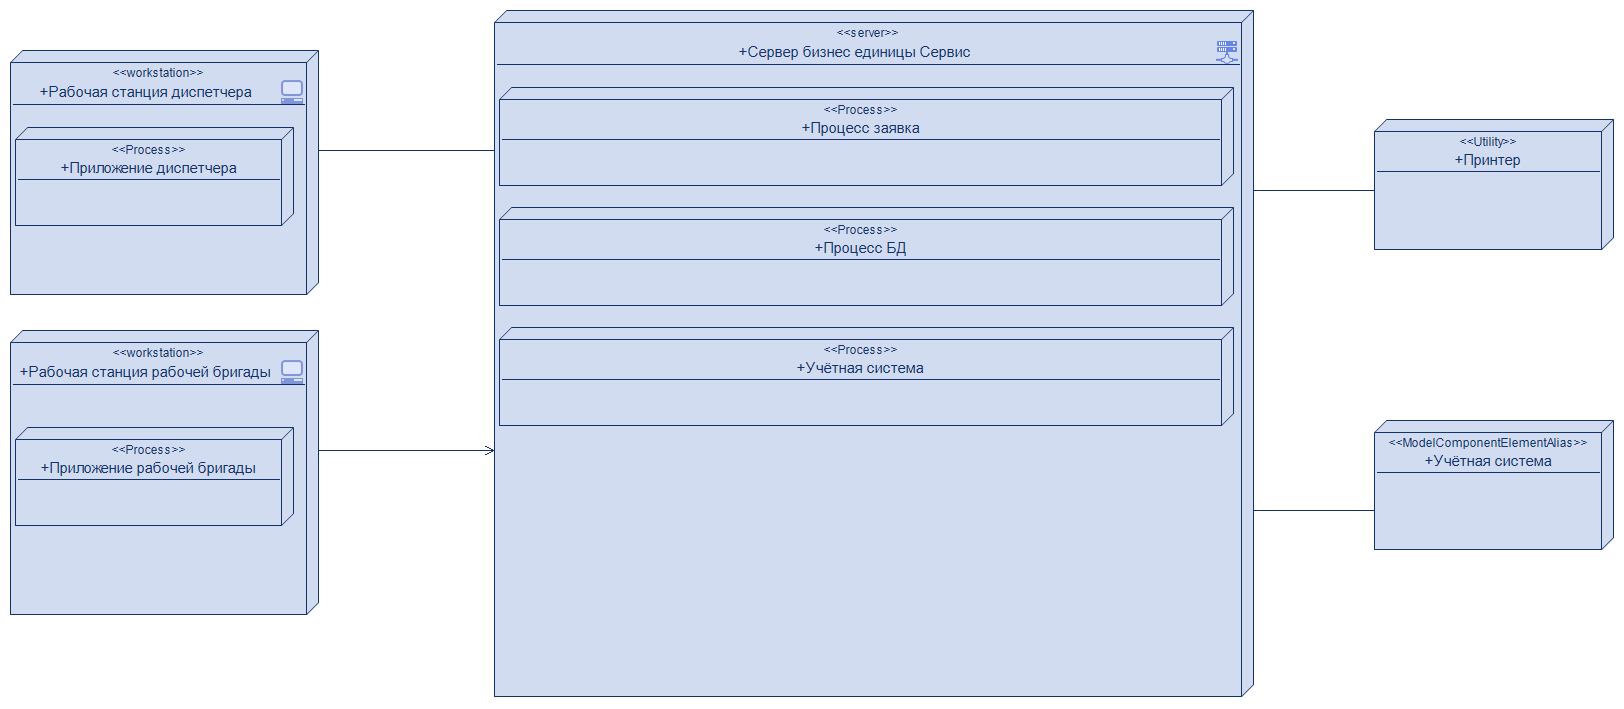 <<workstation>>
+Рабочая станция диспетчера
<<Process>>
+Приложение диспетчера
<<workstation>>
+Рабочая станция рабочей бригады
<<Process>>
+Приложение рабочей бригады
<<server>>
+Сервер бизнес единицы Сервис
<<Process>>
+Процесс заявка
<<Process>>
+Процесс БД
<<Process>>
+Учётная система
<<Utility>>
+Принтер
<<ModelComponentElementAlias>>
+Учётная система